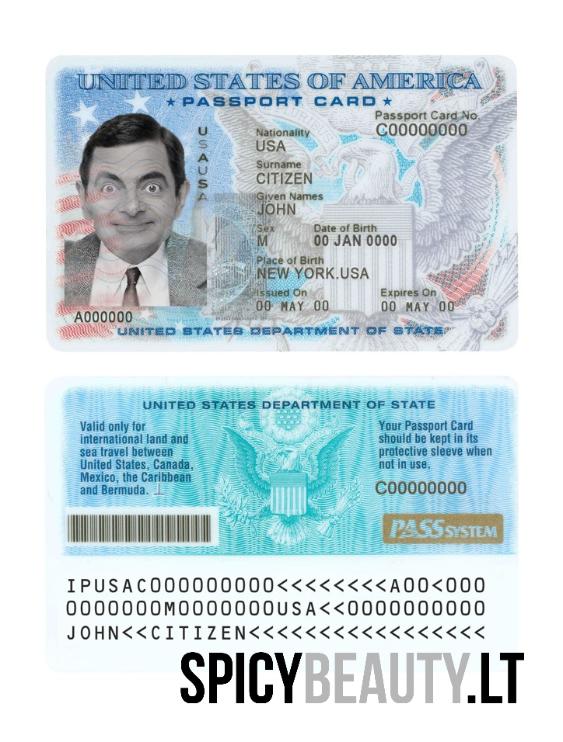 UNITED STATES OF AMERICA
★ PASSPORT CARD ★
Passport Card No.
C00000000
USAUSA
Nationality
USA
Surname
CITIZEN
Given Names
JOHN
Sex Date of Birth
M 00 JAN 0000
Place of Birth
NEW YORK.USA
Issued On Expires On
00 MAY 00 00 MAY 00
A000000
UNITED STATES DEPARTMENT OF STATE
UNITED STATES DEPARTMENT OF STATE
Valid only for
international land and
sea travel between
United States, Canada,
Mexico, the Caribbean
and Bermuda.
Your Passport Card
should be kept in its
protective sleeve when
not in use.
C00000000
PASS SYSTEM
IPUSAC0000000000<<<<<<<<A00<000
0000000M0000000USA<<00000000000
JOHN<<CITIZEN<<<<<<<<<<<<<<<<<<
SPICYBEAUTY.LT